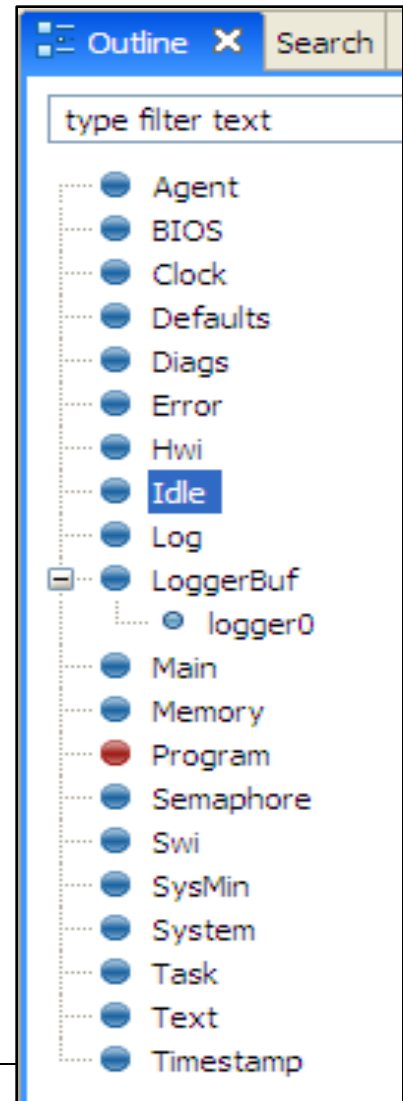 Outline Search
type filter text
Agent
BIOS
Clock
Defaults
Diags
Error
Hwi
Idle
Log
LoggerBuf
logger0
Main
Memory
Program
Semaphore
Swi
SysMin
System
Task
Text
Timestamp